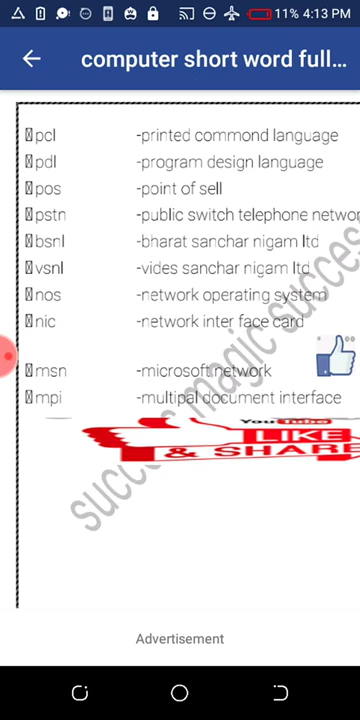 11% 4:13 PM
computer short word full...
pcl -printed commond language
pdl -program design language
pos -point of sell
pstn -public switch telephone networ
bsnl -bharat sanchar nigam ltd
vsnl -vides sanchar nigam ltd
nos -network operating system
nic -network inter face card
msn -microsoft network
mpi -multipal document interface
success magic success
YouTube
LIKE
& SHARE
Advertisement